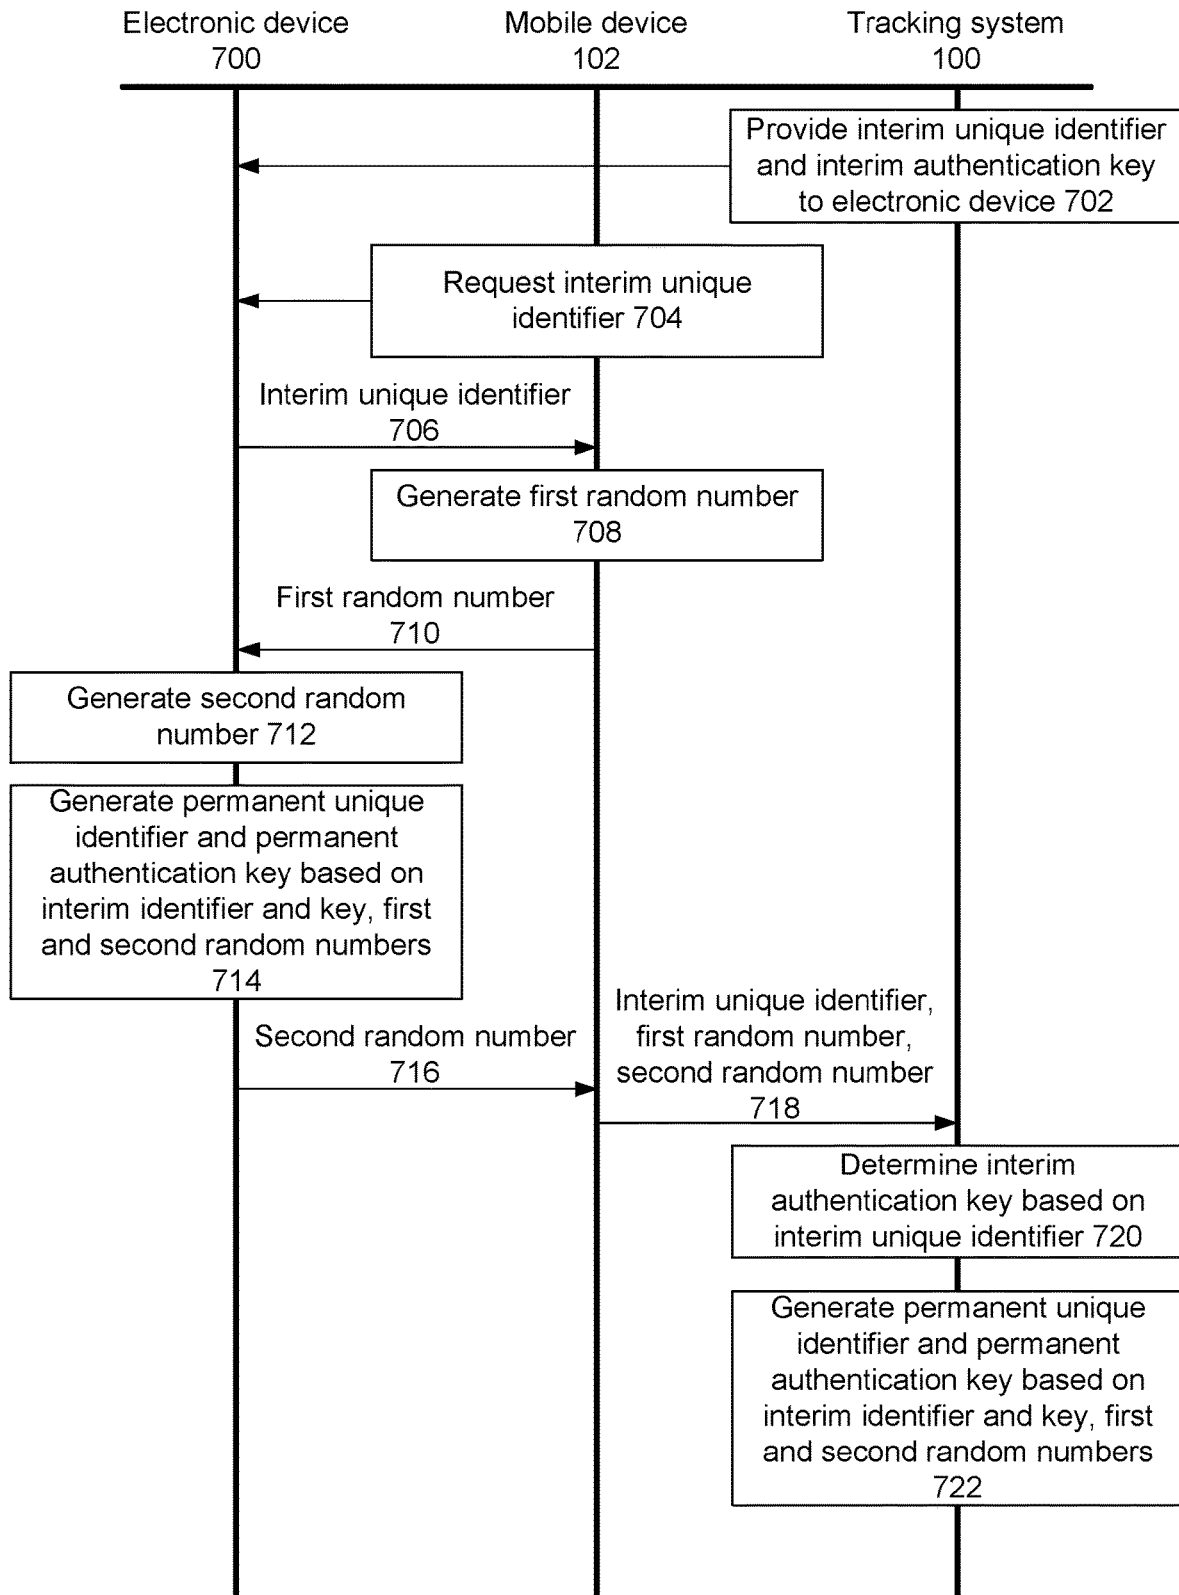 Electronic device
700
Mobile device
102
Tracking system
100
Provide interim unique identifier
and interim authentication key
to electronic device 702
Request interim unique
identifier 704
Interim unique identifier
706
Generate first random number
708
First random number
710
Generate second random
number 712
Generate permanent unique
identifier and permanent
authentication key based on
interim identifier and key, first
and second random numbers
714
Second random number
716
Interim unique identifier,
first random number,
second random number
718
Determine interim
authentication key based on
interim unique identifier 720
Generate permanent unique
identifier and permanent
authentication key based on
interim identifier and key, first
and second random numbers
722